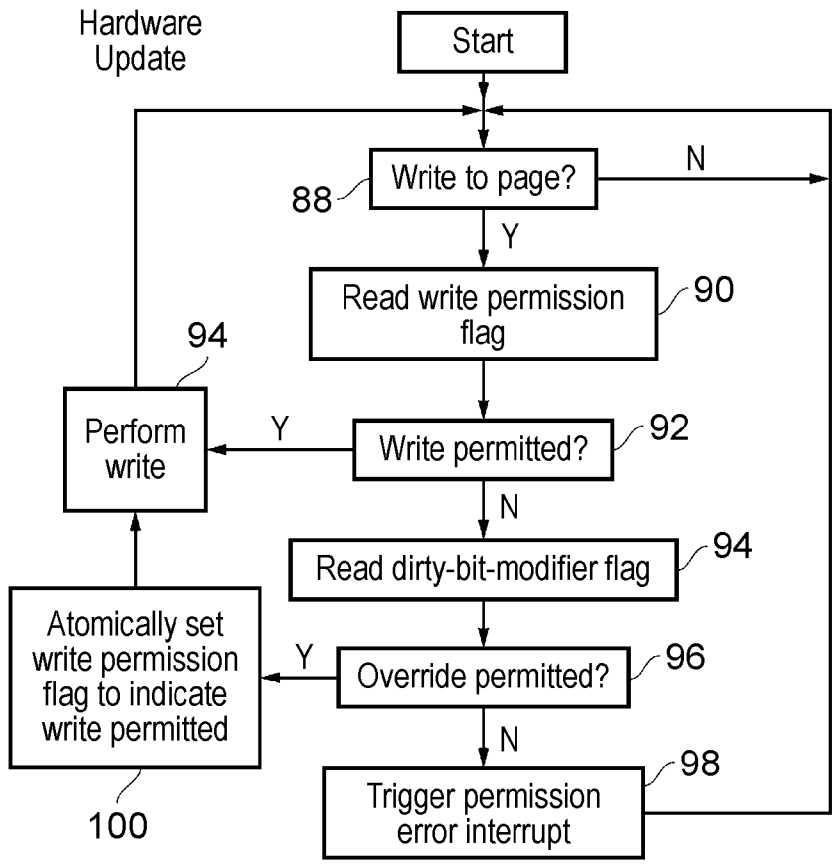 Hardware
Update
Start
Write to page?
N
88
Y
Read write permission
flag
90
94
Perform
write
Y
Write permitted?
92
N
Read dirty-bit-modifier flag
94
Atomically set
write permission
flag to indicate
write permitted
Y
Override permitted?
96
N
100
Trigger permission
error interrupt
98